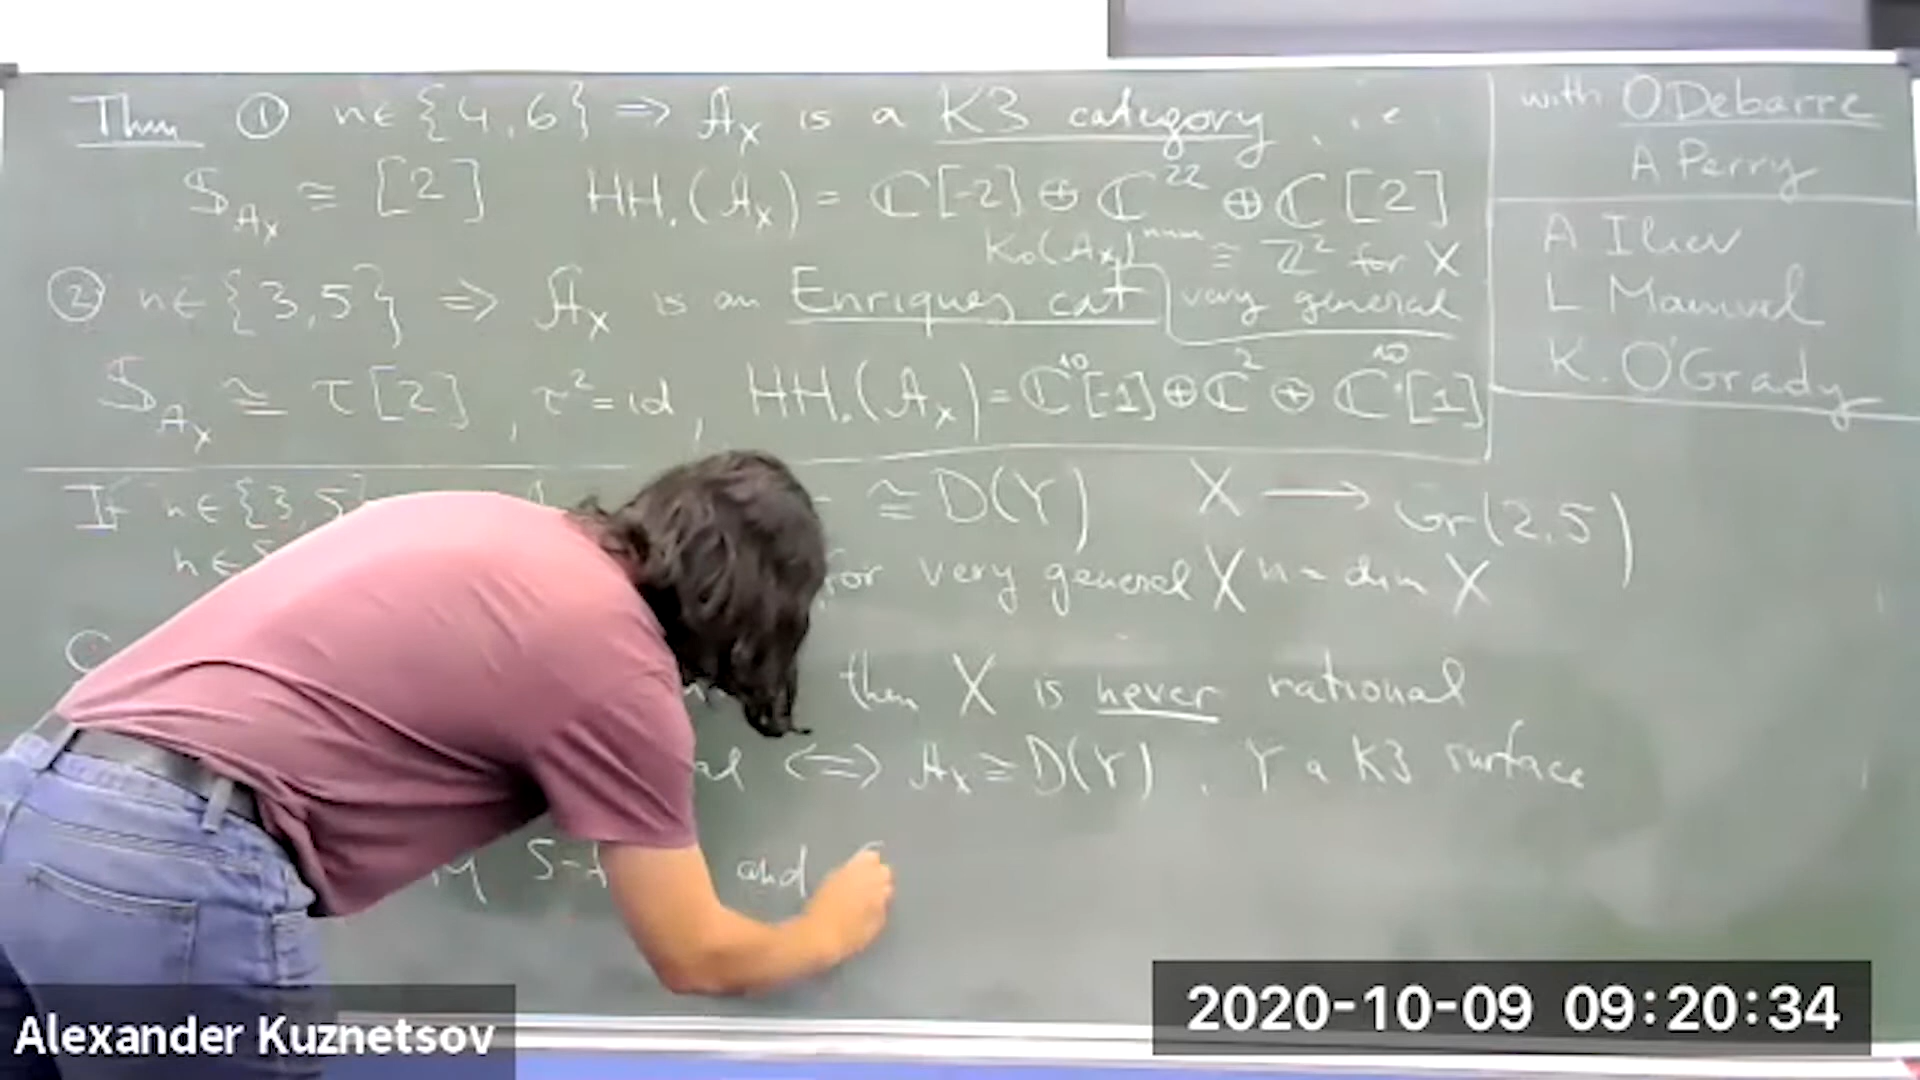 Thm ① n∈{4,6} ⇒ A_X is a K3 category, i.e
S_{A_X} ≅ [2] HH.(A_X) = C[-2] ⊕ C^22 ⊕ C[2]
K_0(A_X)^num ≅ Z^2 for X
very general
② n∈{3,5} ⇒ A_X is an Enriques cat
S_{A_X} ≅ τ[2], τ^2 = id, HH.(A_X) = C^10[-1] ⊕ C^2 ⊕ C^10[1]
with O.Debarre
A Perry
A Iliev
L Manivel
K. O'Grady
If n∈{3,5} ≅ D(Y) X → Gr(2,5)
n∈ for very general X n = dim X
then X is never rational
⇔ A_X ≅ D(Y), Y a K3 surface
5- and
Alexander Kuznetsov
2020-10-09 09:20:34